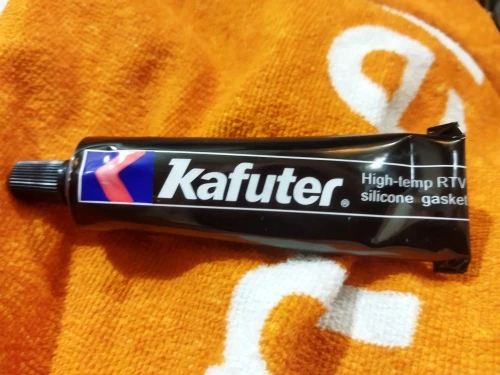 Kafuter®
High-temp RTV
silicone gasket